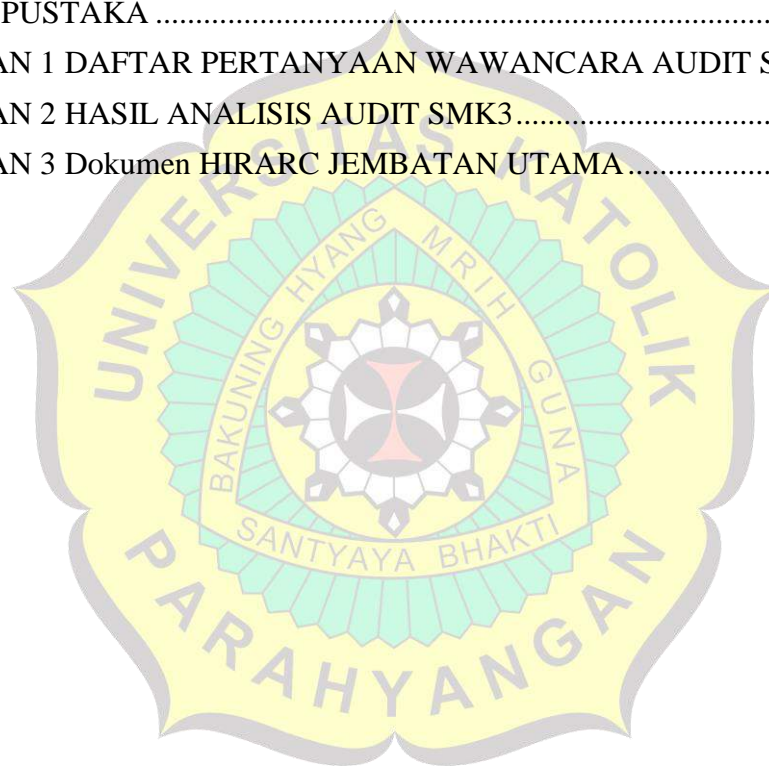 PUSTAKA ...........................................................................
AN 1 DAFTAR PERTANYAAN WAWANCARA AUDIT S
AN 2 HASIL ANALISIS AUDIT SMK3....................................
AN 3 Dokumen HIRARC JEMBATAN UTAMA....................
UNIVERSITAS KATOLIK
PARAHYANGAN
BAKUNING HYANG MRIH GUNA
SANTYAYA BHAKTI